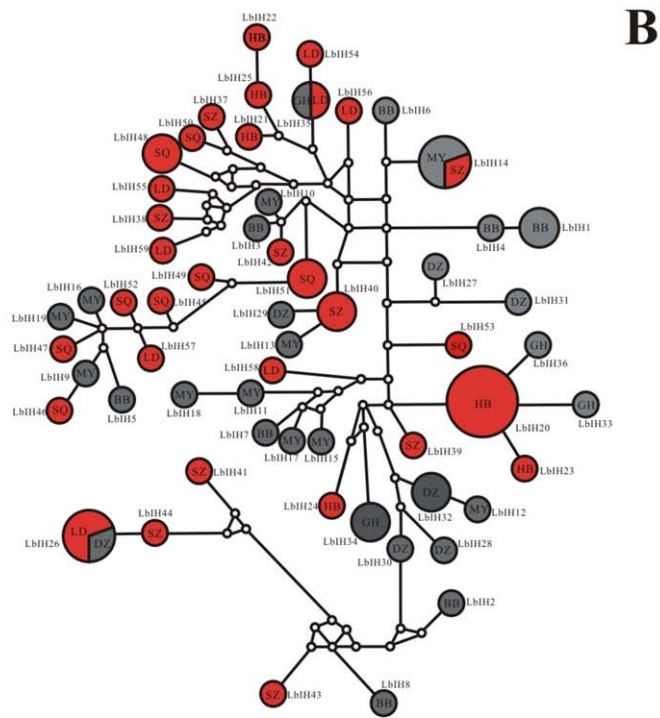 B
LbIH22
HB
LD
LbIH54
LbIH25
HB
GH
LD
LbIH37
SZ
LbIH56
LD
BB
LbIH6
LbIH50
SQ
LbIH21
HB
LbIH35
LbIH48
SQ
MY
SZ
LbIH14
LbIH55
LD
LbIH10
MY
LbIH38
SZ
BB
LbIH3
BB
LbIH4
BB
LbIH1
LbIH59
LD
SZ
LbIH42
LbIH49
SQ
SQ
LbIH51
DZ
LbIH27
LbIH16
MY
LbIH52
SQ
SQ
LbIH45
LbIH40
SZ
DZ
LbIH31
LbIH19
MY
LbIH29
DZ
LbIH47
SQ
LD
LbIH57
LbIH13
MY
LbIH53
SQ
GH
LbIH36
LbIH9
MY
LbIH58
LD
LbIH46
SQ
BB
LbIH5
MY
LbIH18
MY
LbIH11
HB
LbIH20
GH
LbIH33
LbIH7
BB
MY
LbIH17
MY
LbIH15
SZ
LbIH39
HB
LbIH23
SZ
LbIH41
LbIH24
HB
DZ
LbIH32
MY
LbIH12
LbIH44
SZ
GH
LbIH34
LbIH26
LD
DZ
DZ
LbIH30
DZ
LbIH28
BB
LbIH2
SZ
LbIH43
LbIH8
BB